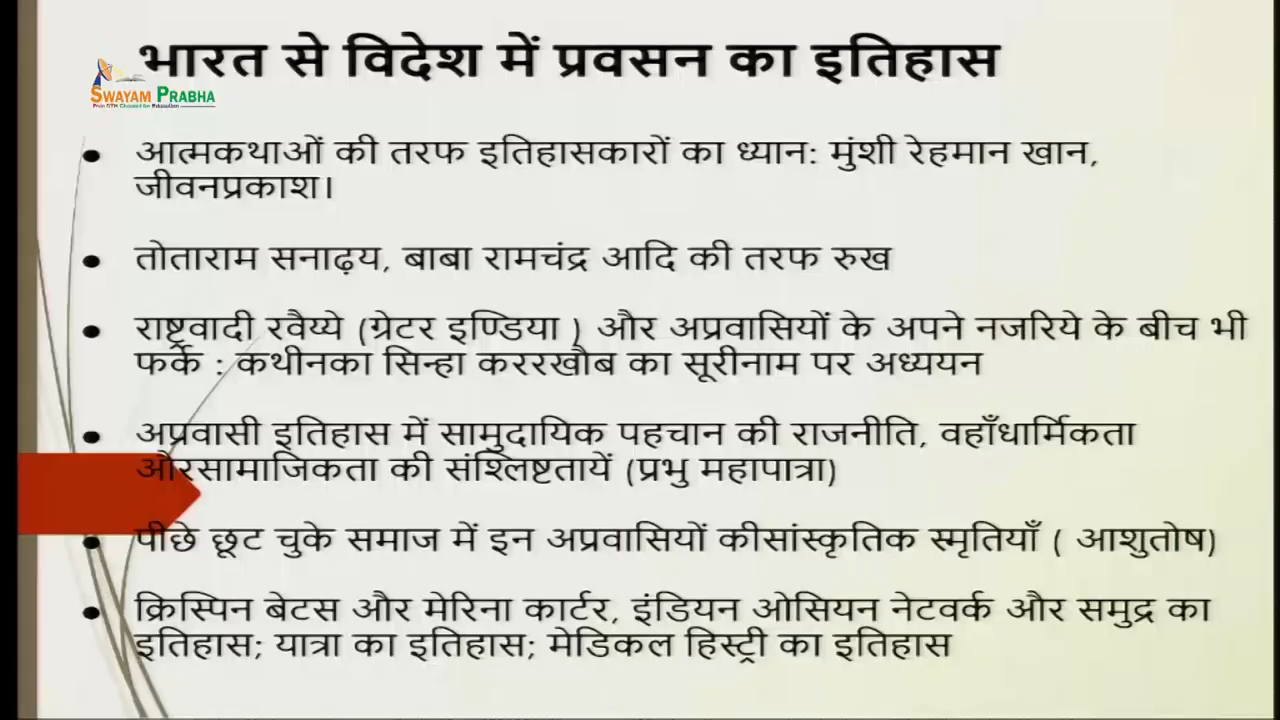 भारत से विदेश में प्रवसन का इतिहास
SWAYAM PRABHA
• आत्मकथाओं की तरफ इतिहासकारों का ध्यान: मुंशी रेहमान खान,
जीवनप्रकाश।
• तोताराम सनाढ़य, बाबा रामचंद्र आदि की तरफ रुख
• राष्ट्रवादी रवैय्ये (ग्रेटर इण्डिया ) और अप्रवासियों के अपने नजरिये के बीच भी
फर्क : कथीनका सिन्हा कररखौब का सूरीनाम पर अध्ययन
• अप्रवासी इतिहास में सामुदायिक पहचान की राजनीति, वहाँधार्मिकता
औरसामाजिकता की संश्लिष्टतायें (प्रभु महापात्रा)
• पीछे छूट चुके समाज में इन अप्रवासियों कीसांस्कृतिक स्मृतियाँ ( आशुतोष)
• क्रिस्पिन बेटस और मेरिना कार्टर, इंडियन ओसियन नेटवर्क और समुद्र का
इतिहास; यात्रा का इतिहास; मेडिकल हिस्ट्री का इतिहास